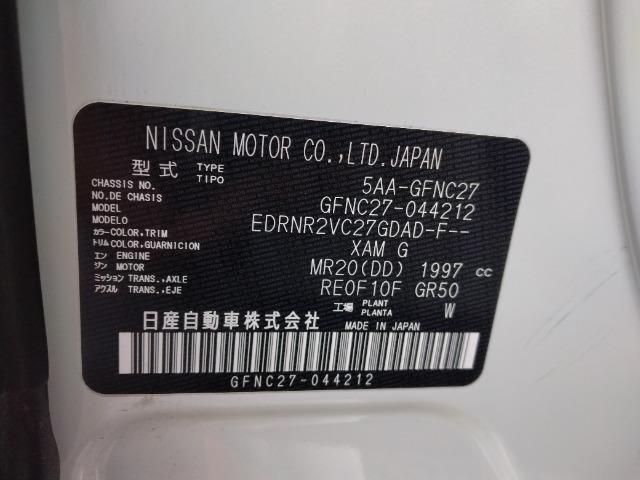 NISSAN MOTOR CO.,LTD.JAPAN
型式 TYPE TIPO 5AA-GFNC27
CHASSIS NO. NO.DE CHASIS GFNC27-044212
MODEL MODELO EDRNR2VC27GDAD-F--
カラー COLOR,TRIM トリム COLOR,GUARNICION XAM G
エン ENGINE ジン MOTOR MR20(DD) 1997 cc
ミッション TRANS.,AXLE アクスル TRANS.,EJE RE0F10F GR50
工場 PLANT PLANTA W
日産自動車株式会社 MADE IN JAPAN
GFNC27-044212